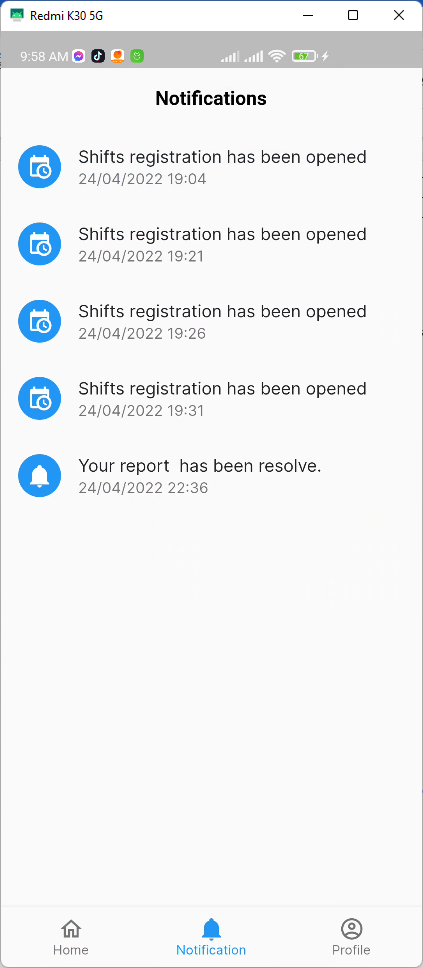 Redmi K30 5G
9:58 AM
67
Notifications
Shifts registration has been opened
24/04/2022 19:04
Shifts registration has been opened
24/04/2022 19:21
Shifts registration has been opened
24/04/2022 19:26
Shifts registration has been opened
24/04/2022 19:31
Your report  has been resolve.
24/04/2022 22:36
Home
Notification
Profile